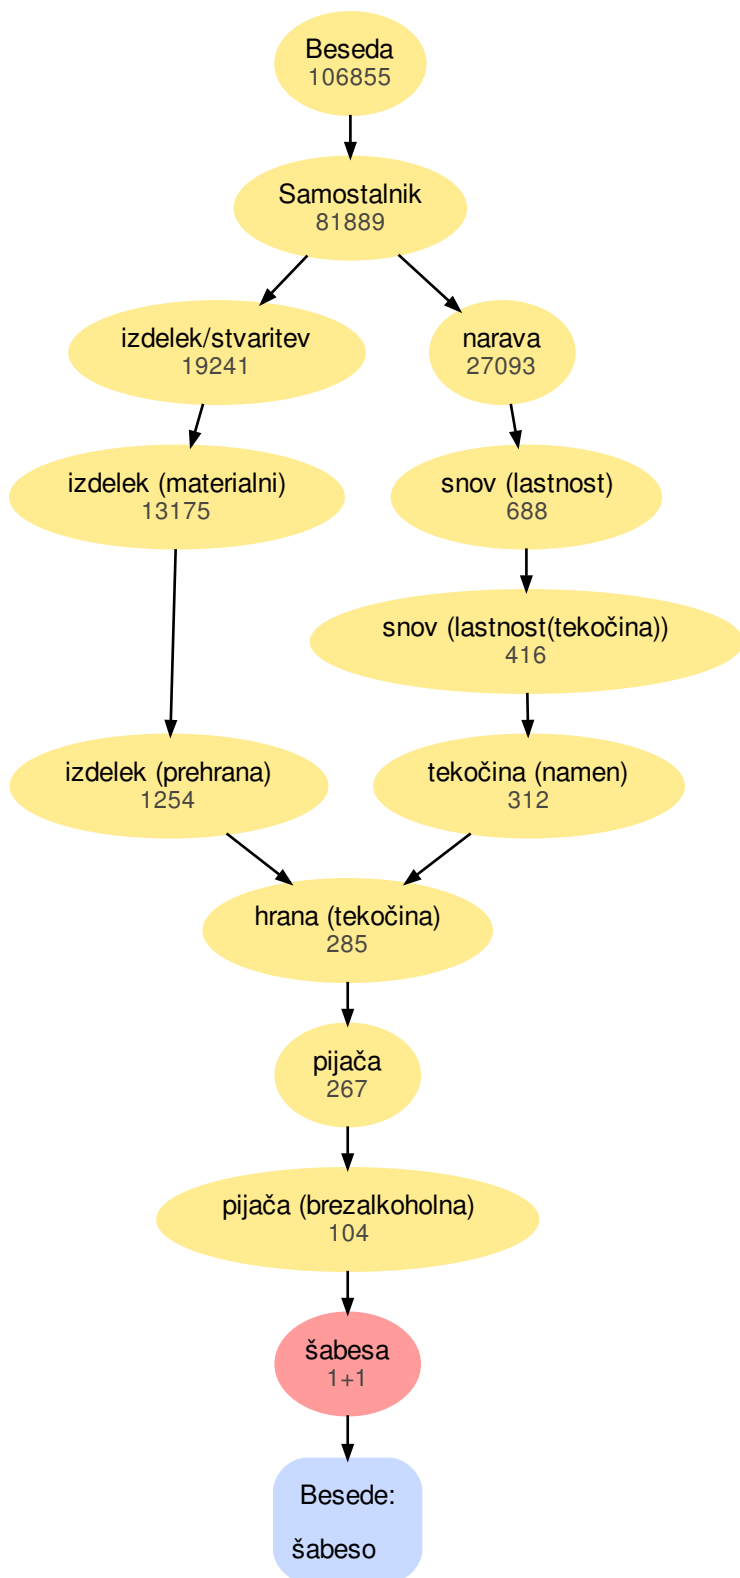 Beseda
106855
Samostalnik
81889
izdelek/stvaritev
19241
narava
27093
izdelek (materialni)
13175
snov (lastnost)
688
snov (lastnost(tekočina))
416
izdelek (prehrana)
1254
tekočina (namen)
312
hrana (tekočina)
285
pijača
267
pijača (brezalkoholna)
104
šabesa
1+1
Besede:
šabeso